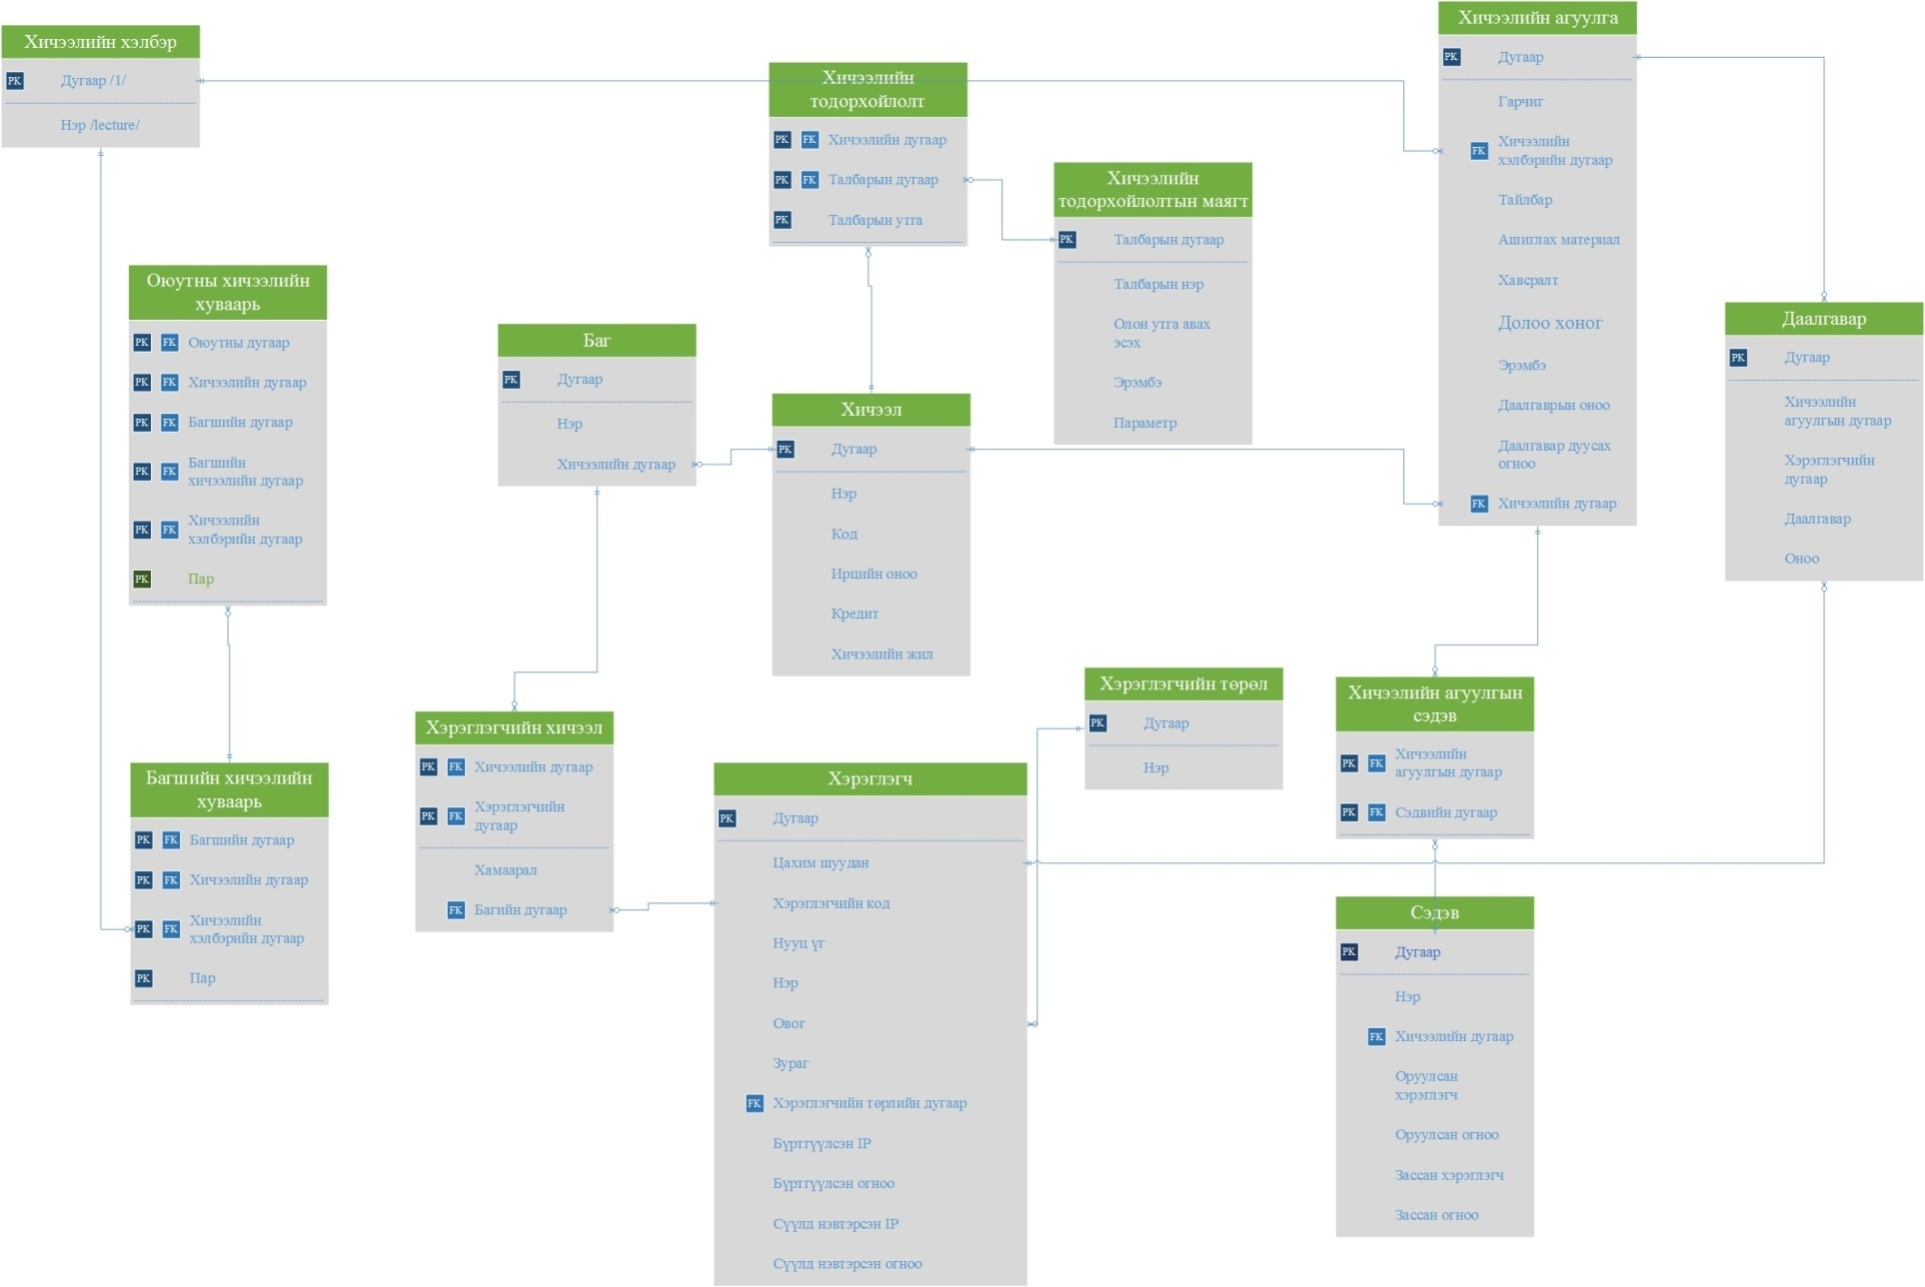 Хичээлийн хэлбэр
PK Дугаар /1/
Нэр /lecture/
Хичээлийн
тодорхойлолт
PK FK Хичээлийн дугаар
PK FK Талбарын дугаар
PK Талбарын утга
Хичээлийн
тодорхойлолтын маягт
PK Талбарын дугаар
Талбарын нэр
Олон утга авах
эсэх
Эрэмбэ
Параметр
Хичээлийн агуулга
PK Дугаар
Гарчиг
FK Хичээлийн
хэлбэрийн дугаар
Тайлбар
Ашиглах материал
Хавсралт
Долоо хоног
Эрэмбэ
Даалгаврын оноо
Даалгавар дуусах
огноо
FK Хичээлийн дугаар
Даалгавар
PK Дугаар
Хичээлийн
агуулгын дугаар
Хэрэглэгчийн
дугаар
Даалгавар
Оноо
Оюутны хичээлийн
хуваарь
PK FK Оюутны дугаар
PK FK Хичээлийн дугаар
PK FK Багшийн дугаар
PK FK Багшийн
хичээлийн дугаар
PK FK Хичээлийн
хэлбэрийн дугаар
PK Пар
Баг
PK Дугаар
Нэр
Хичээлийн дугаар
Хичээл
PK Дугаар
Нэр
Код
Ирцийн оноо
Кредит
Хичээлийн жил
Багшийн хичээлийн
хуваарь
PK FK Багшийн дугаар
PK FK Хичээлийн дугаар
PK FK Хичээлийн
хэлбэрийн дугаар
PK Пар
Хэрэглэгчийн хичээл
PK FK Хичээлийн дугаар
PK FK Хэрэглэгчийн
дугаар
Хамаарал
FK Багийн дугаар
Хэрэглэгч
PK Дугаар
Цахим шуудан
Хэрэглэгчийн код
Нууц үг
Нэр
Овог
Зураг
FK Хэрэглэгчийн төрлийн дугаар
Бүртгүүлсэн IP
Бүртгүүлсэн огноо
Сүүлд нэвтэрсэн IP
Сүүлд нэвтэрсэн огноо
Хэрэглэгчийн төрөл
PK Дугаар
Нэр
Хичээлийн агуулгын
сэдэв
PK FK Хичээлийн
агуулгын дугаар
PK FK Сэдвийн дугаар
Сэдэв
PK Дугаар
Нэр
FK Хичээлийн дугаар
Оруулсан
хэрэглэгч
Оруулсан огноо
Зассан хэрэглэгч
Зассан огноо